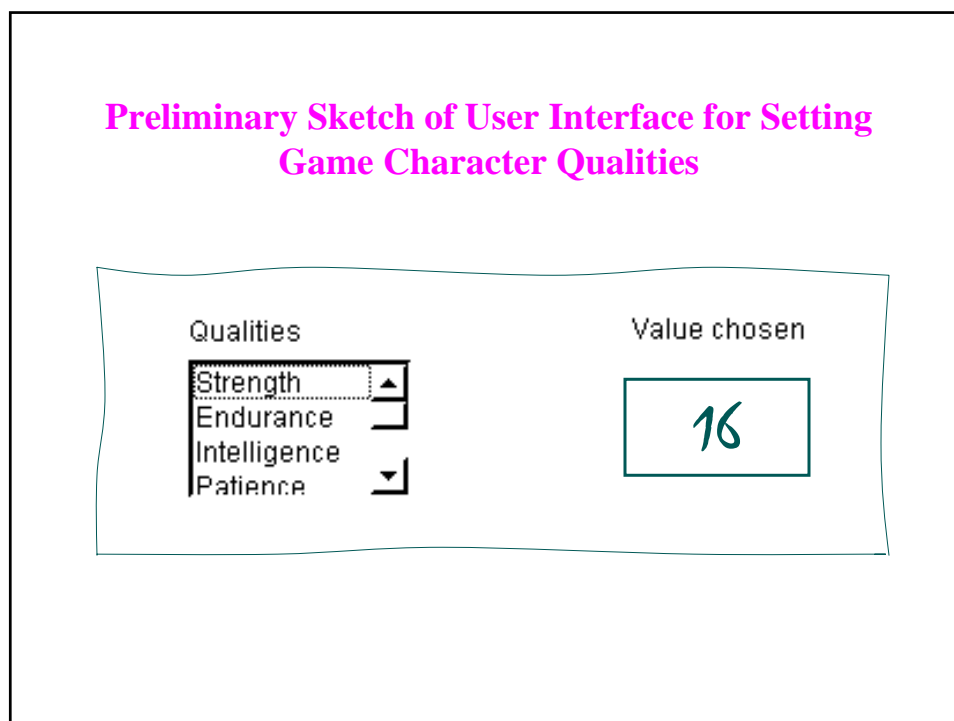 Preliminary Sketch of User Interface for Setting
Game Character Qualities
Qualities
Strength
Endurance
Intelligence
Patience
Value chosen
16